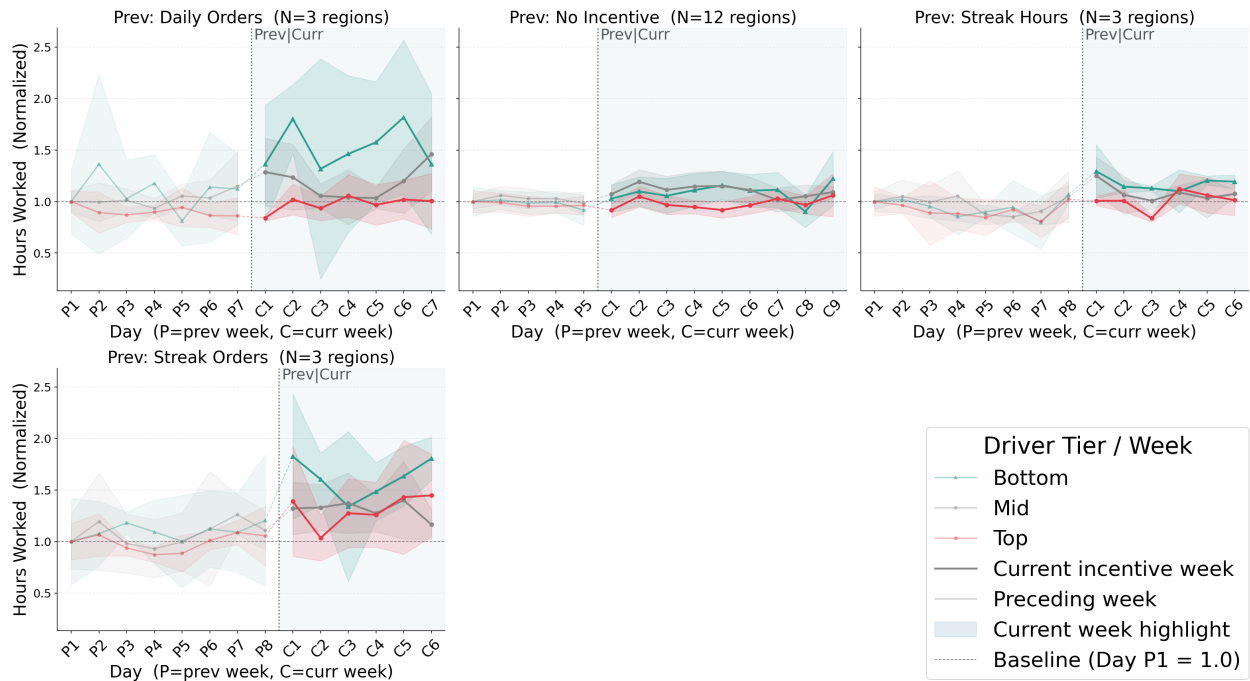 Prev: Daily Orders (N=3 regions)
Prev: No Incentive (N=12 regions)
Prev: Streak Hours (N=3 regions)
Prev|Curr
Prev|Curr
Prev|Curr
Hours Worked (Normalized)
2.5
2.0
1.5
1.0
0.5
P1 P2 P3 P4 P5 P6 P7 C1 C2 C3 C4 C5 C6 C7
P1 P2 P3 P4 P5 C1 C2 C3 C4 C5 C6 C7 C8 C9
P1 P2 P3 P4 P5 P6 P7 P8 C1 C2 C3 C4 C5 C6
Day (P=prev week, C=curr week)
Day (P=prev week, C=curr week)
Day (P=prev week, C=curr week)
Prev: Streak Orders (N=3 regions)
Prev|Curr
Hours Worked (Normalized)
2.5
2.0
1.5
1.0
0.5
P1 P2 P3 P4 P5 P6 P7 P8 C1 C2 C3 C4 C5 C6
Day (P=prev week, C=curr week)
Driver Tier / Week
Bottom
Mid
Top
Current incentive week
Preceding week
Current week highlight
Baseline (Day P1 = 1.0)